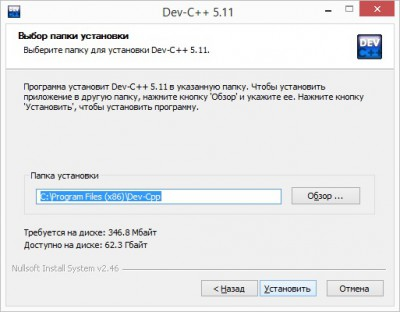 Dev-C++ 5.11
Выбор папки установки
Выберите папку для установки Dev-C++ 5.11.
DEV
Программа установит Dev-C++ 5.11 в указанную папку. Чтобы установить
приложение в другую папку, нажмите кнопку 'Обзор' и укажите ее. Нажмите кнопку
'Установить', чтобы установить программу.
Папка установки
C:\Program Files (x86)\Dev-Cpp
Обзор ...
Требуется на диске: 346.8 Мбайт
Доступно на диске: 62.3 Гбайт
Nullsoft Install System v2.46
< Назад
Установить
Отмена